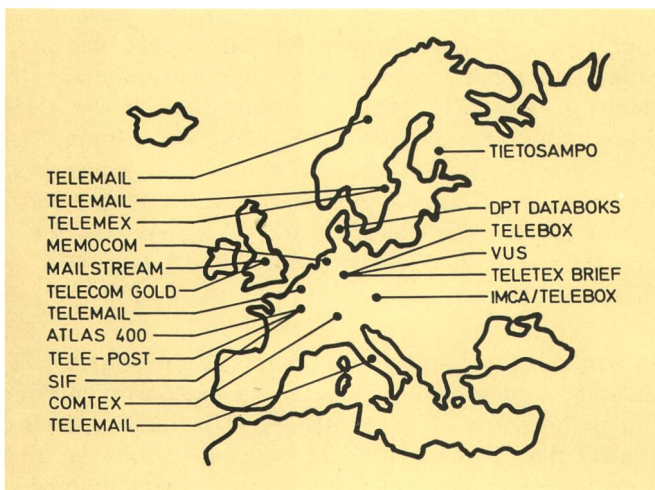 TELEMAIL
TELEMAIL
TELEMEX
MEMOCOM
MAILSTREAM
TELECOM GOLD
TELEMAIL
ATLAS 400
TELE-POST
SIF
COMTEX
TELEMAIL
TIETOSAMPO
DPT DATABOKS
TELEBOX
VUS
TELETEX BRIEF
IMCA/TELEBOX